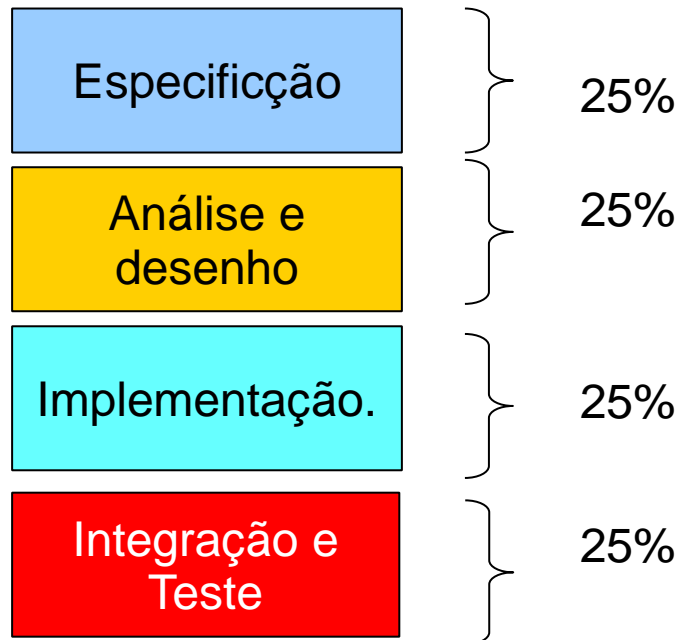 Especificção
25%
Análise e
desenho
25%
Implementação.
25%
Integração e
Teste
25%